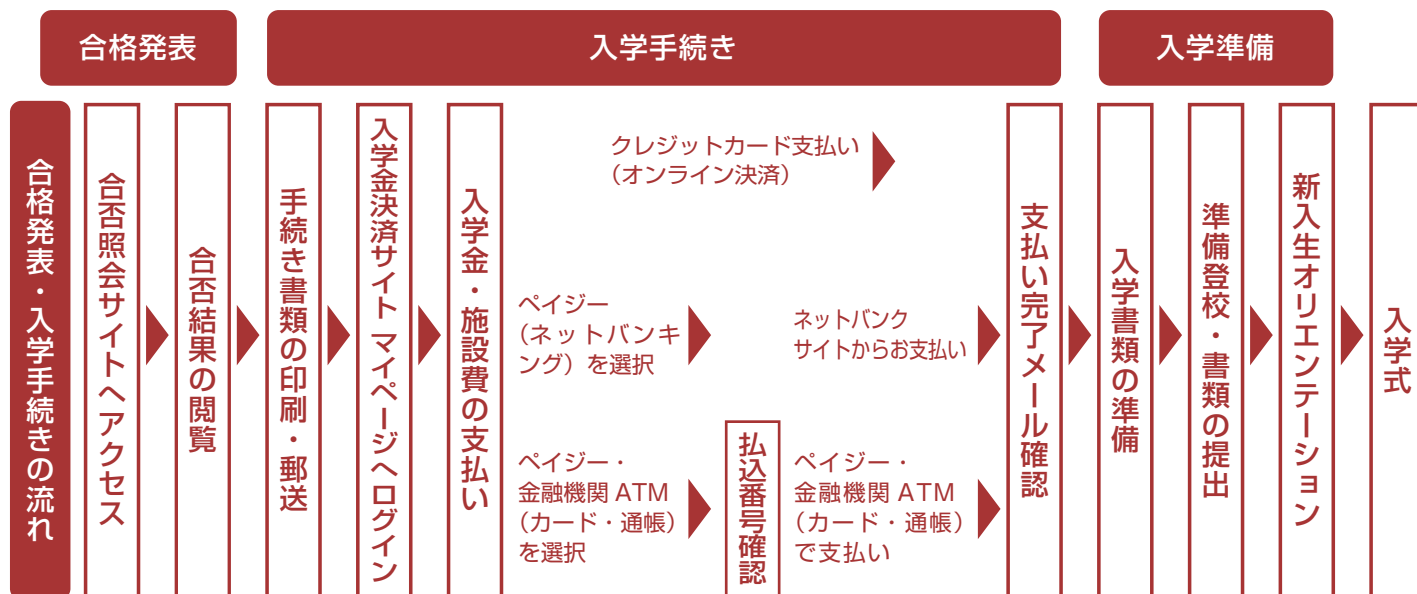 合格発表
入学手続き
入学準備
合格発表・入学手続きの流れ
合否照会サイトへアクセス
合否結果の閲覧
手続き書類の印刷・郵送
入学金決済サイト マイページへログイン
入学金・施設費の支払い
クレジットカード支払い
（オンライン決済）
ペイジー
（ネットバンキ
ング）を選択
ネットバンク
サイトからお支払い
ペイジー・
金融機関 ATM
（カード・通帳）
を選択
払込番号確認
ペイジー・
金融機関 ATM
（カード・通帳）
で支払い
支払い完了メール確認
入学書類の準備
準備登校・書類の提出
新入生オリエンテーション
入学式